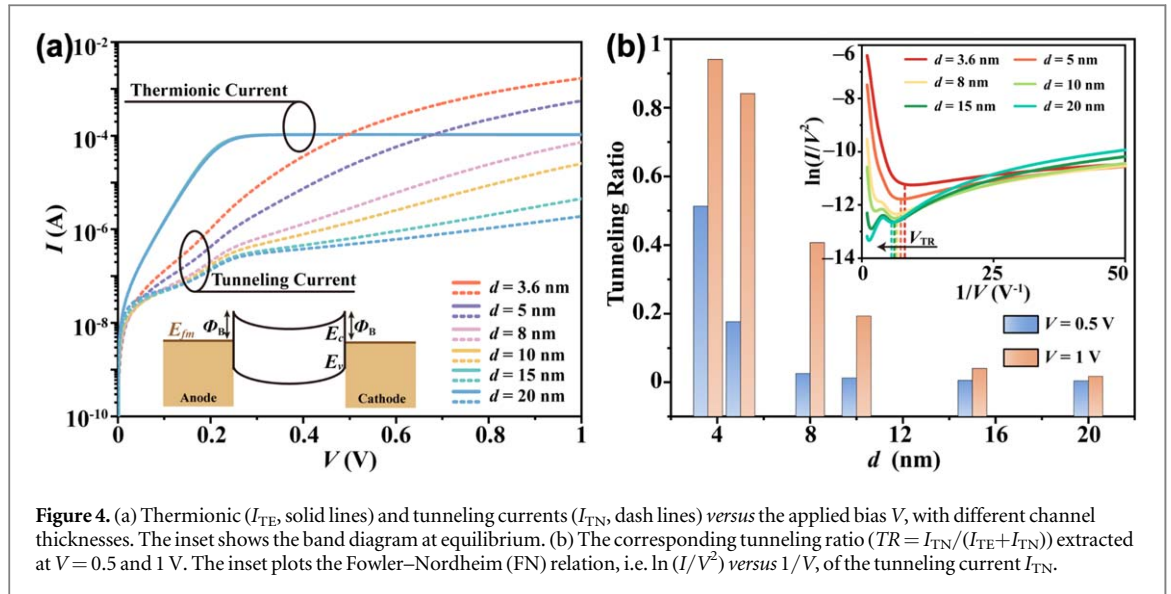 (a)
10⁻²
10⁻⁴
10⁻⁶
10⁻⁸
10⁻¹⁰
I (A)
Thermionic Current
Tunneling Current
E_fm
Φ_B
E_c
Φ_B
E_v
Anode
Cathode
d = 3.6 nm
d = 5 nm
d = 8 nm
d = 10 nm
d = 15 nm
d = 20 nm
0 0.2 0.4 0.6 0.8 1
V (V)
(b)
1
0.8
0.6
0.4
0.2
0
Tunneling Ratio
−6
−8
−10
−12
−14
ln(I/V²)
d = 3.6 nm d = 5 nm
d = 8 nm d = 10 nm
d = 15 nm d = 20 nm
V_TR
0 25 50
1/V (V⁻¹)
V = 0.5 V
V = 1 V
4 8 12 16 20
d (nm)
Figure 4. (a) Thermionic (I_TE, solid lines) and tunneling currents (I_TN, dash lines) versus the applied bias V, with different channel
thicknesses. The inset shows the band diagram at equilibrium. (b) The corresponding tunneling ratio (TR = I_TN/(I_TE+I_TN)) extracted
at V = 0.5 and 1 V. The inset plots the Fowler–Nordheim (FN) relation, i.e. ln (I/V²) versus 1/V, of the tunneling current I_TN.